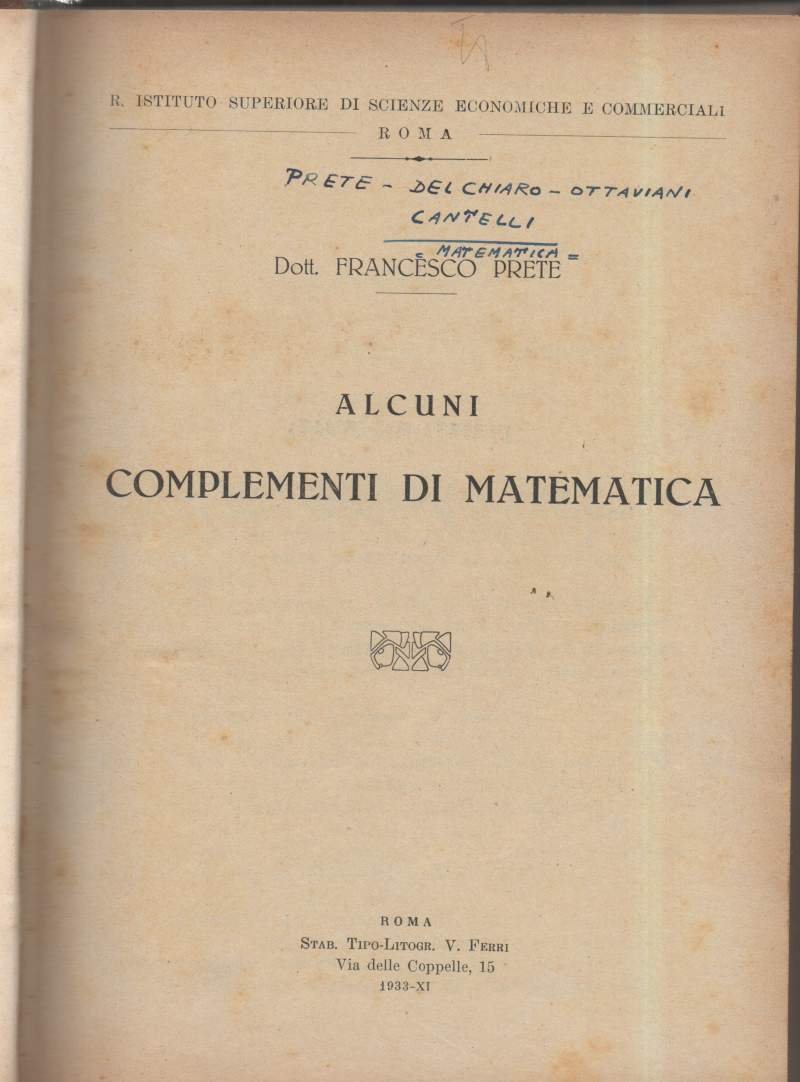 R. ISTITUTO SUPERIORE DI SCIENZE ECONOMICHE E COMMERCIALI
ROMA
PRETE - DEL CHIARO - OTTAVIANI
CANTELLI
= MATEMATICA =
Dott. FRANCESCO PRETE
ALCUNI
COMPLEMENTI DI MATEMATICA
ROMA
STAB. TIPO-LITOGR. V. FERRI
Via delle Coppelle, 15
1933-XI